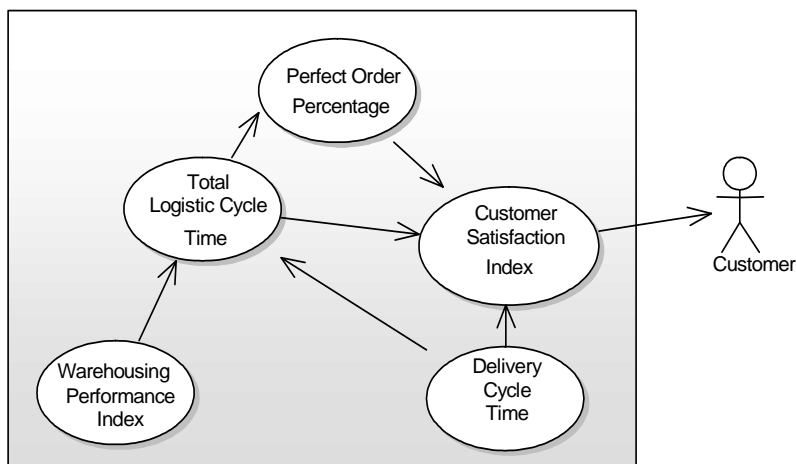 Perfect Order
Percentage
Total
Logistic Cycle
Time
Customer
Satisfaction
Index
Customer
Warehousing
Performance
Index
Delivery
Cycle
Time